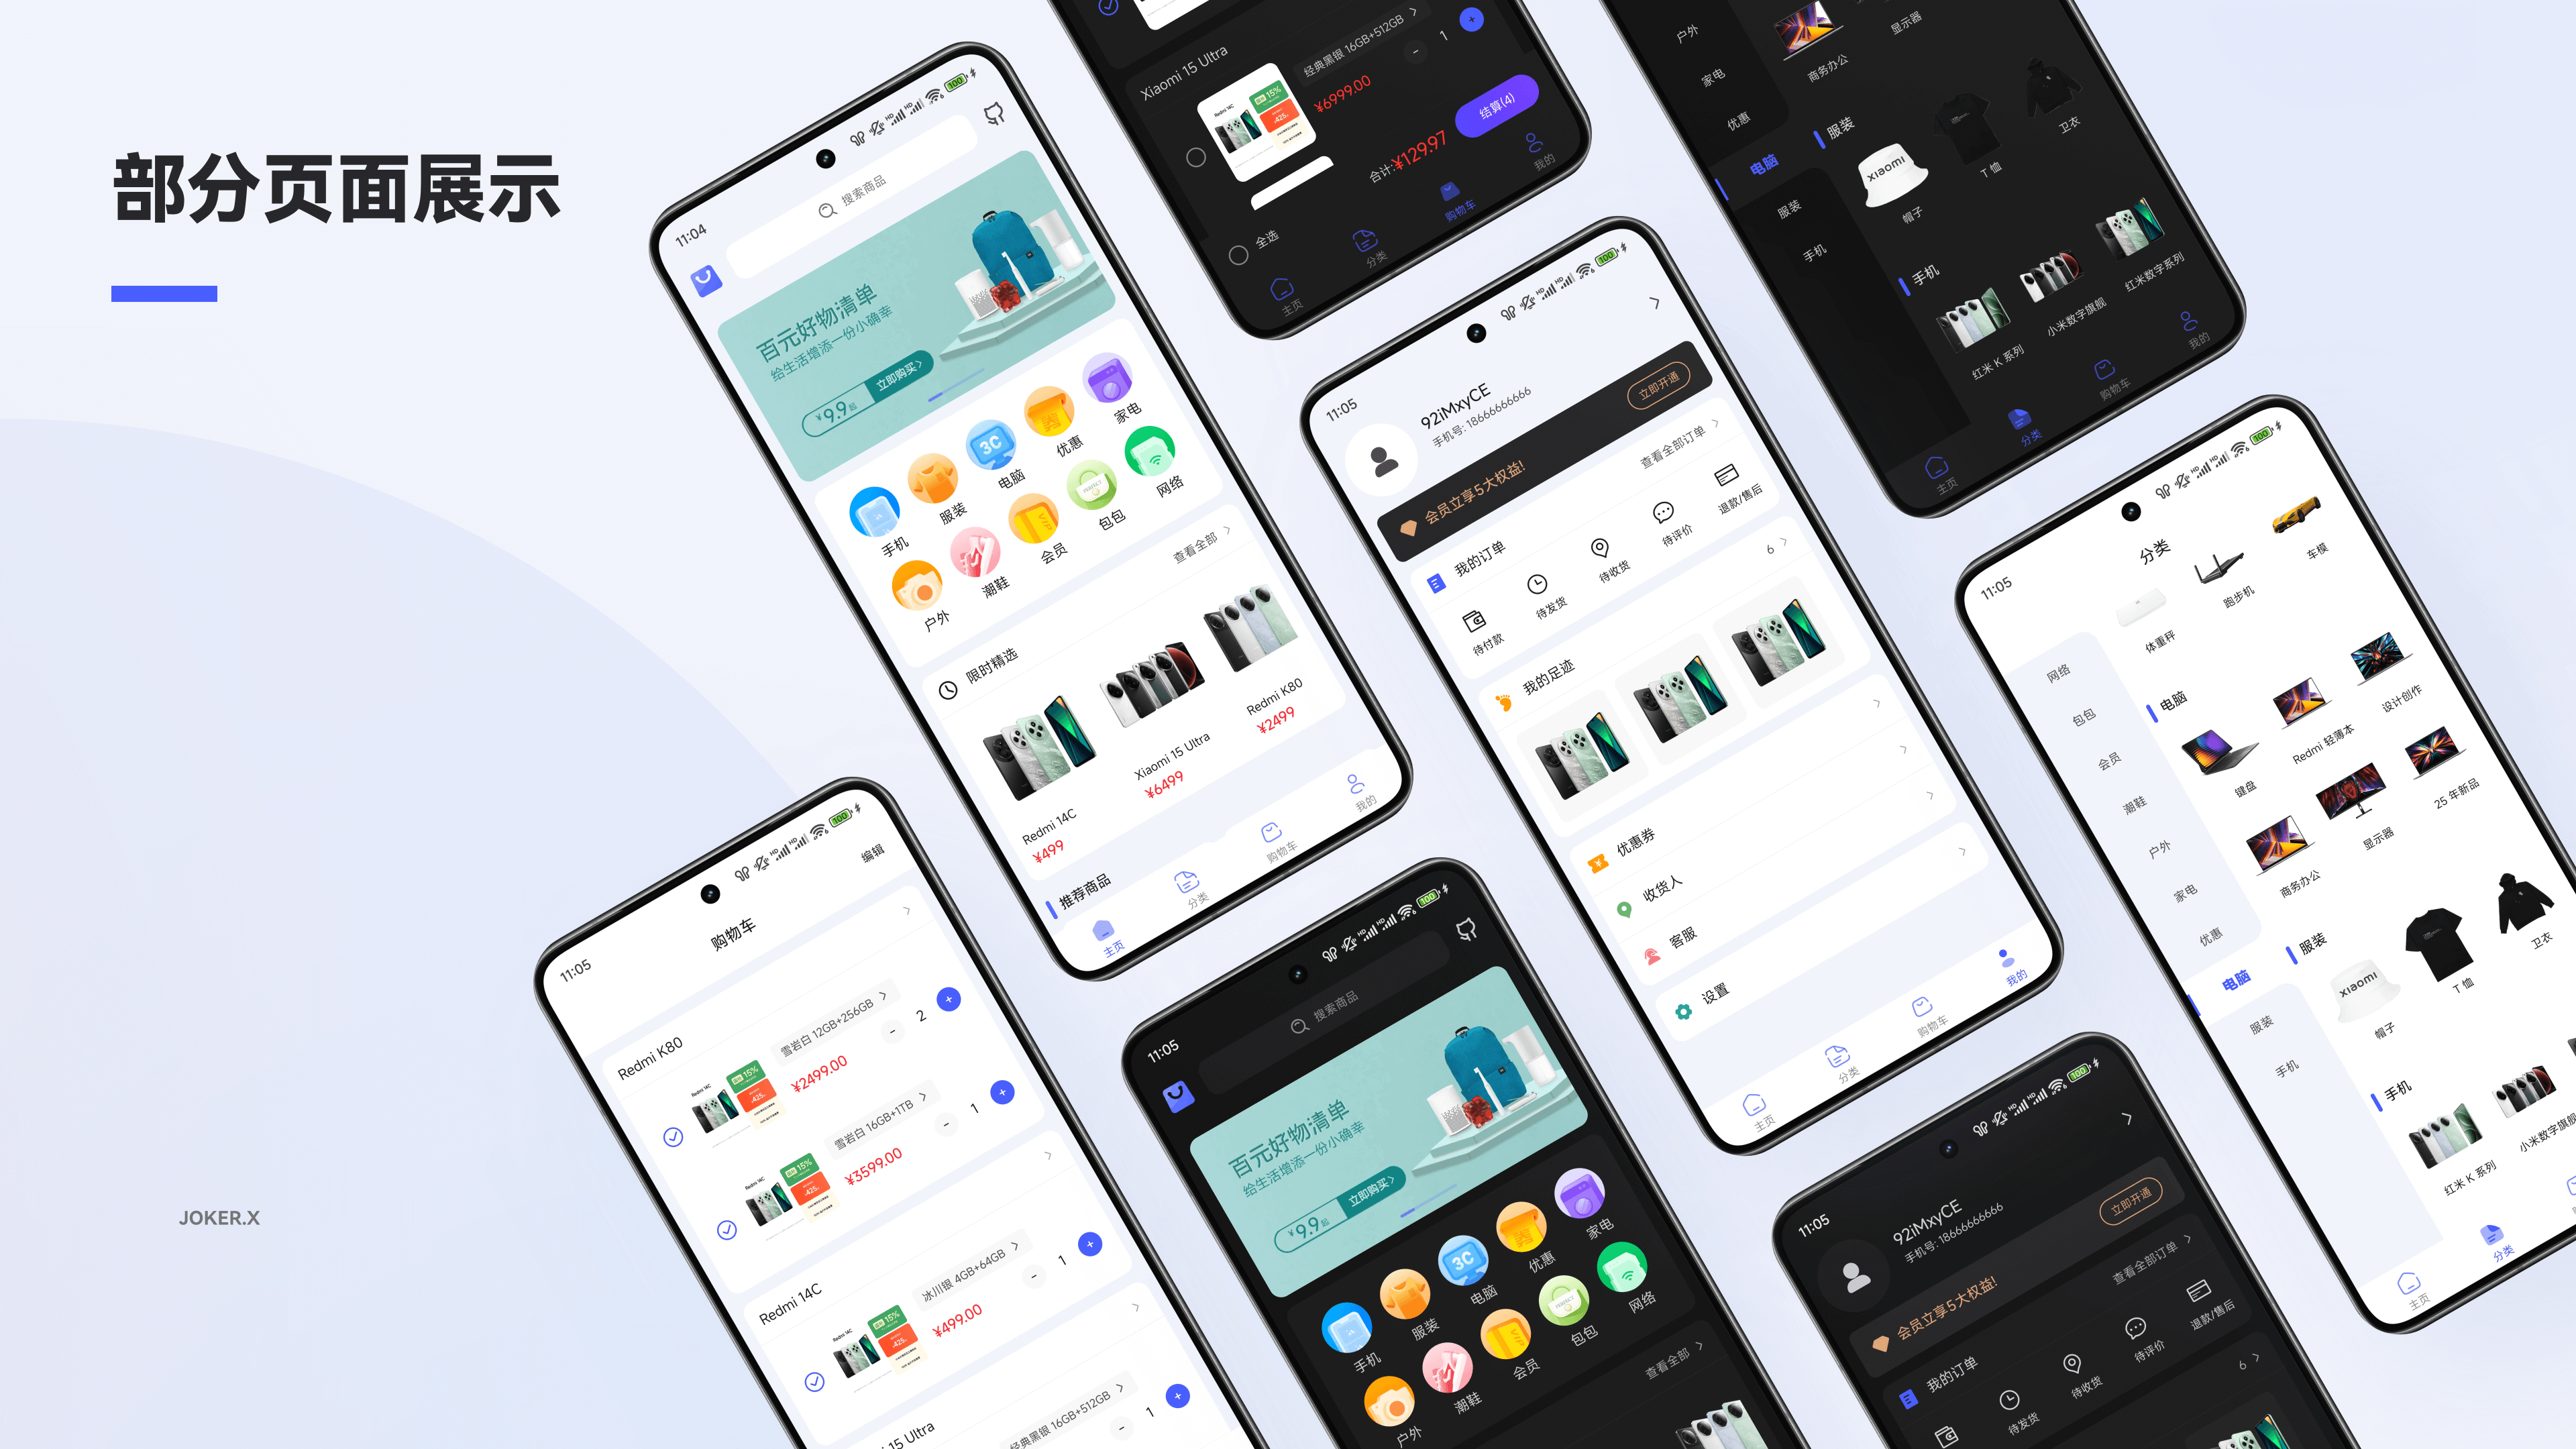 部分页面展示
JOKER.X
11:04
100
搜索商品
百元好物清单
给生活增添一份小确幸
¥9.9起
立即购买>
手机
服装
电脑
优惠
家电
户外
潮鞋
会员
包包
网络
限时精选
查看全部
Redmi 14C
¥499
Xiaomi 15 Ultra
¥6499
Redmi K80
¥2499
推荐商品
主页
分类
购物车
我的
11:05
100
购物车
编辑
Redmi K80
雪岩白 12GB+256GB
¥2499.00
- 2 +
雪岩白 16GB+1TB
¥3599.00
- 1 +
Redmi 14C
冰川银 4GB+64GB
¥499.00
- 1 +
15 Ultra
经典黑银 16GB+512GB
- 1 +
Xiaomi 15 Ultra
经典黑银 16GB+512GB
¥6999.00
- 1 +
全选
合计:¥129.97
结算(4)
主页
分类
购物车
我的
11:05
100
92iMxyCE
手机号: 18666666666
会员立享5大权益!
立即开通
我的订单
查看全部订单
待付款
待发货
待收货
待评价
退款/售后
我的足迹
6
优惠券
收货人
客服
设置
主页
分类
购物车
我的
11:05
100
搜索商品
百元好物清单
给生活增添一份小确幸
¥9.9起
立即购买>
手机
服装
电脑
优惠
家电
户外
潮鞋
会员
包包
网络
查看全部
户外
家电
优惠
电脑
服装
手机
商务办公
显示器
服装
帽子
T 恤
卫衣
手机
红米 K 系列
小米数字旗舰
红米数字系列
主页
分类
购物车
我的
11:05
100
分类
体重秤
跑步机
车模
网络
包包
会员
潮鞋
户外
家电
优惠
电脑
服装
手机
电脑
键盘
Redmi 轻薄本
设计创作
商务办公
显示器
25 年新品
服装
帽子
T 恤
卫衣
手机
红米 K 系列
小米数字旗舰
主页
分类
11:05
100
92iMxyCE
手机号: 18666666666
会员立享5大权益!
立即开通
我的订单
查看全部订单
待发货
待收货
待评价
退款/售后
6